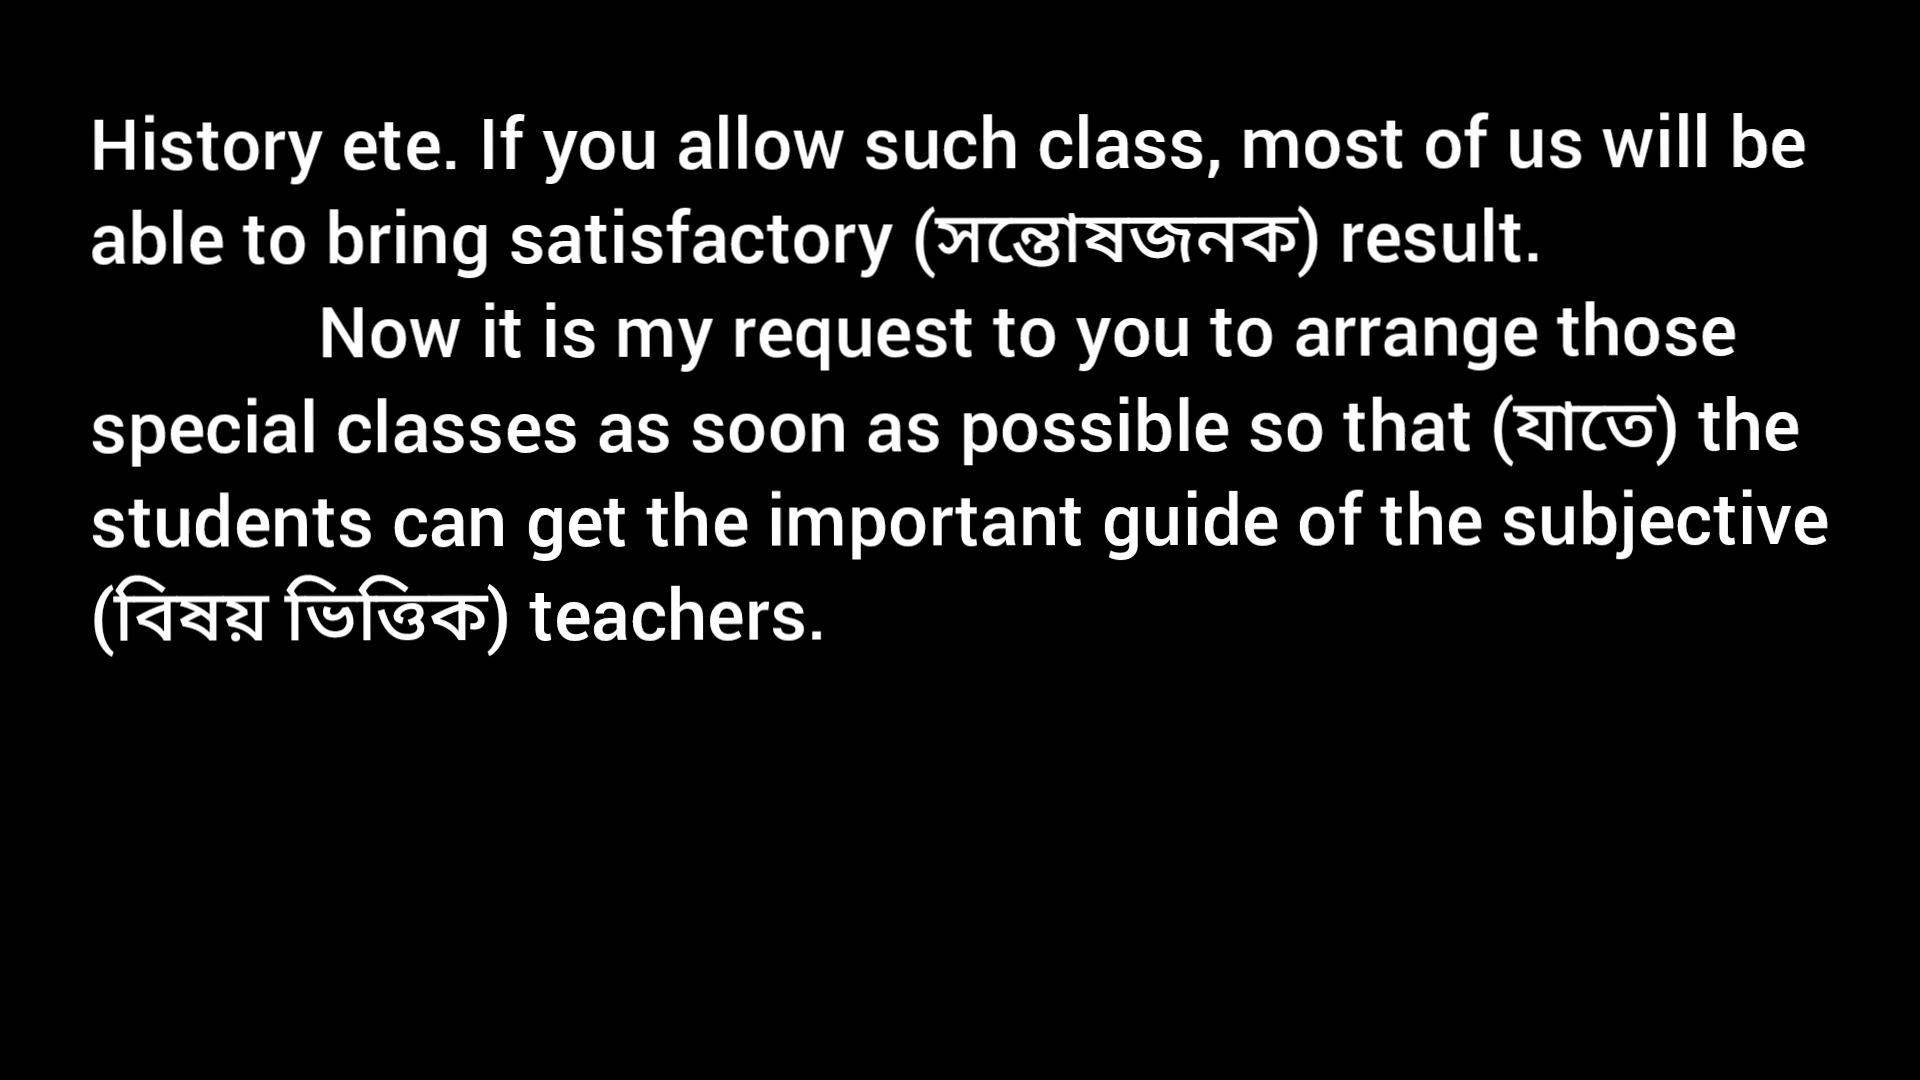 History ete. If you allow such class, most of us will be
able to bring satisfactory (সন্তোষজনক) result.
Now it is my request to you to arrange those
special classes as soon as possible so that (যাতে) the
students can get the important guide of the subjective
(বিষয় ভিত্তিক) teachers.